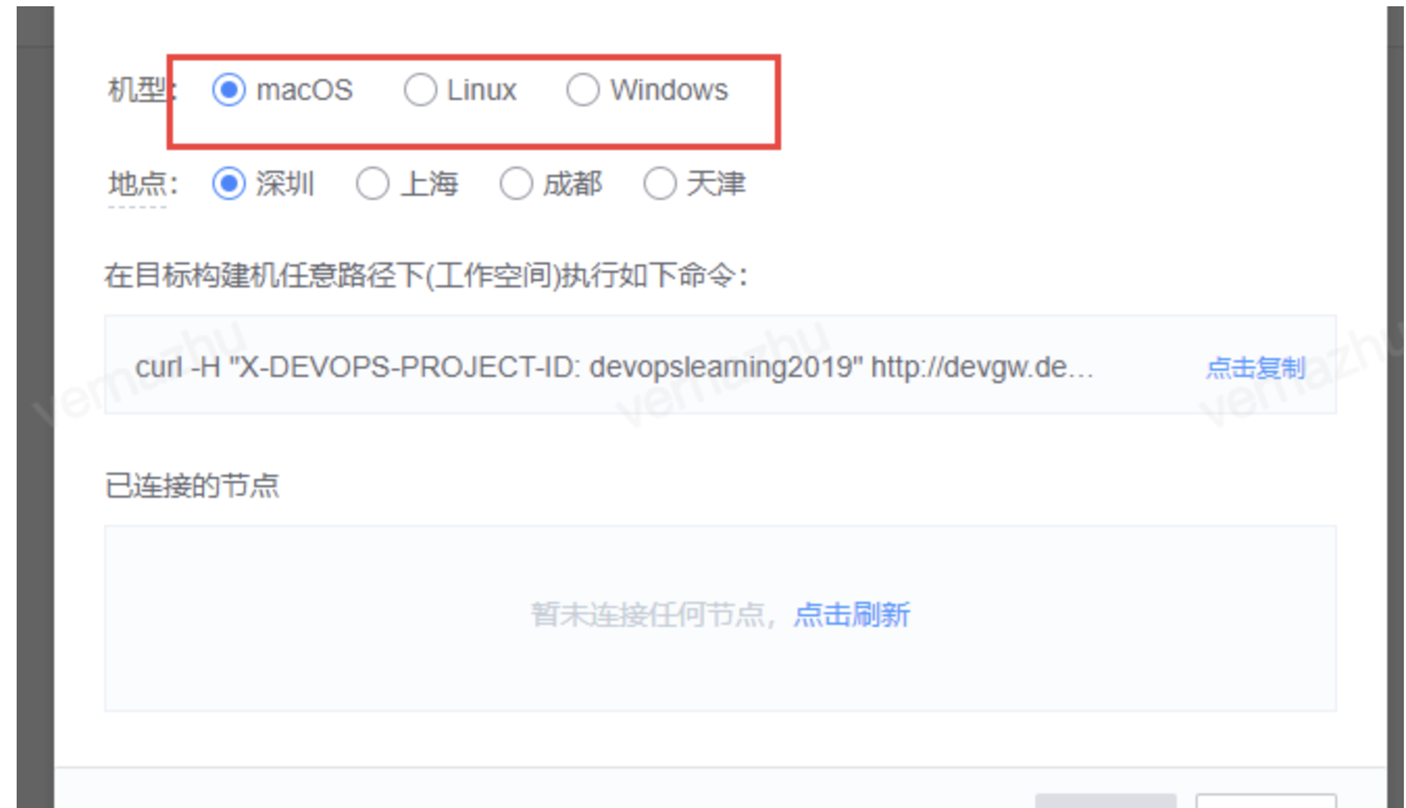 机型： macOS Linux Windows
地点： 深圳 上海 成都 天津
在目标构建机任意路径下(工作空间)执行如下命令：
curl -H "X-DEVOPS-PROJECT-ID: devopslearning2019" http://devgw.de... 点击复制
已连接的节点
暂未连接任何节点，点击刷新
vernazhu vernazhu vernazhu